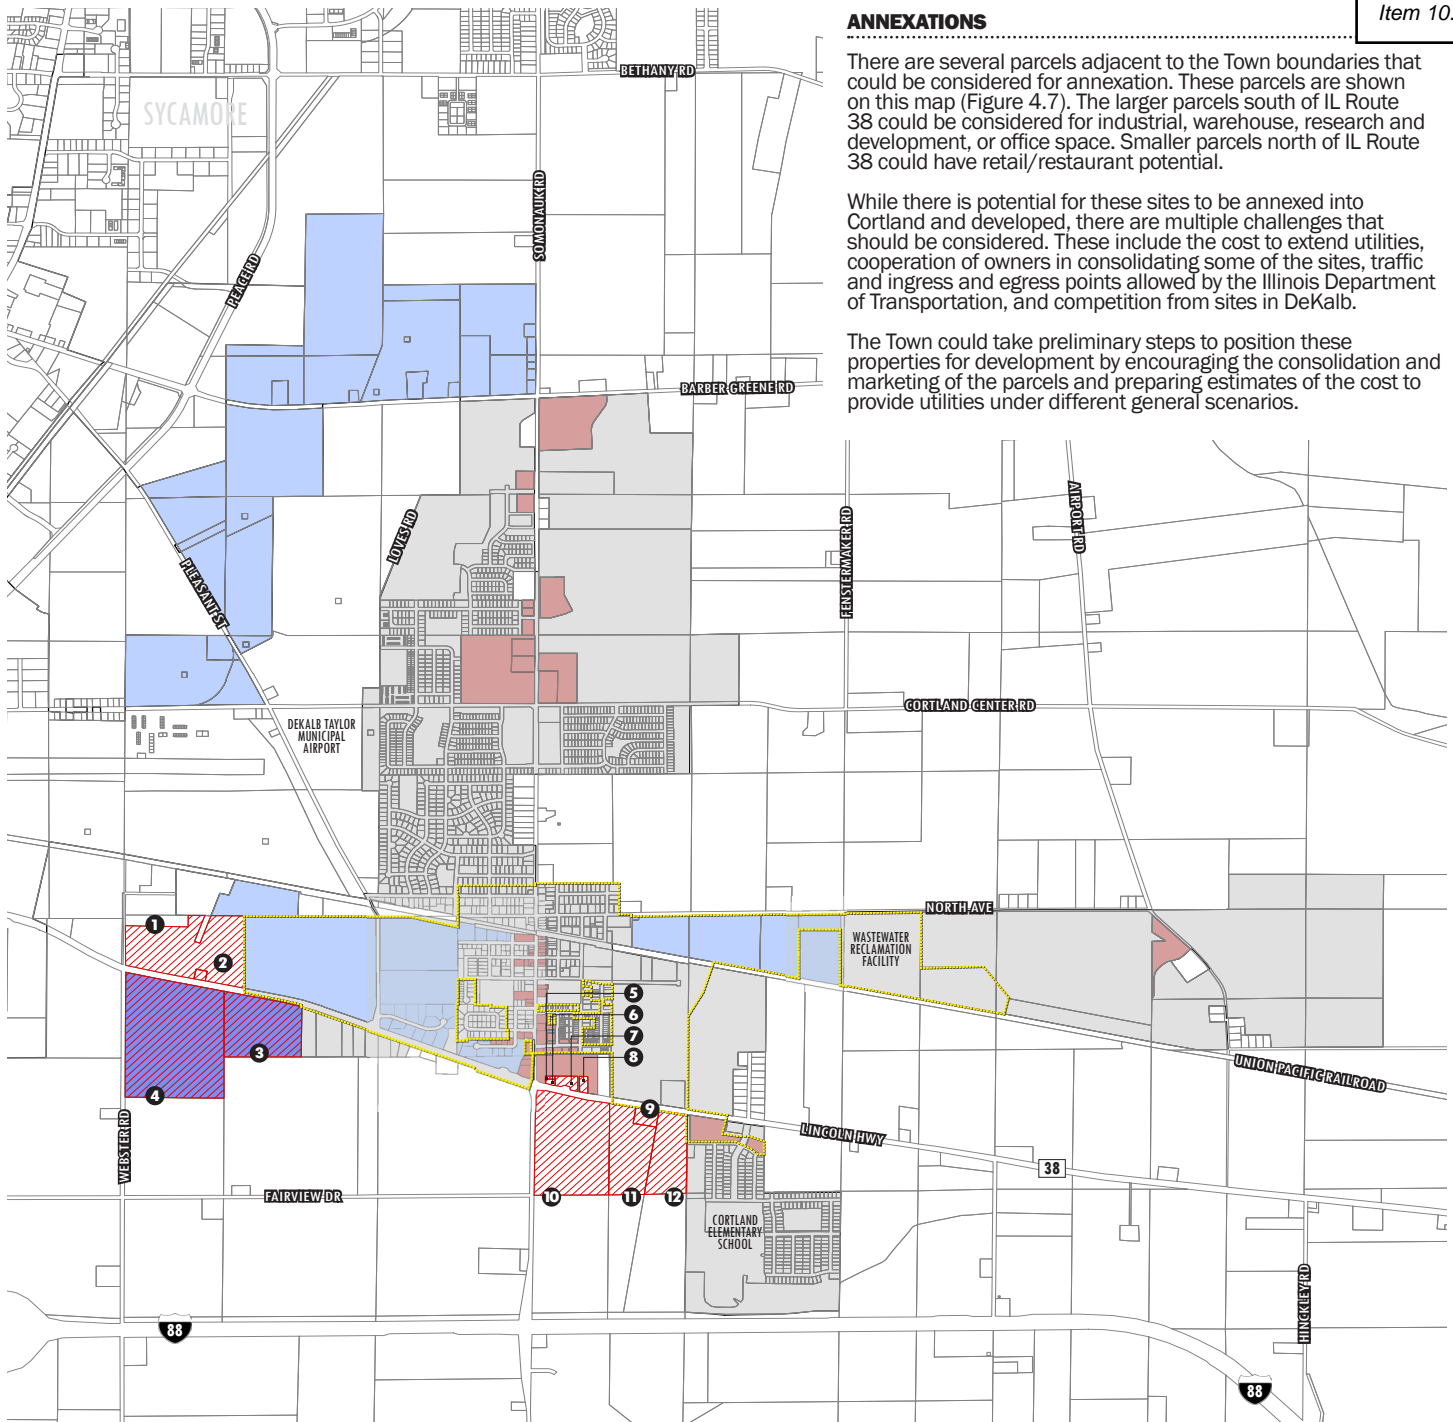 Item 10.
ANNEXATIONS
There are several parcels adjacent to the Town boundaries that
could be considered for annexation. These parcels are shown
on this map (Figure 4.7). The larger parcels south of IL Route
38 could be considered for industrial, warehouse, research and
development, or office space. Smaller parcels north of IL Route
38 could have retail/restaurant potential.
While there is potential for these sites to be annexed into
Cortland and developed, there are multiple challenges that
should be considered. These include the cost to extend utilities,
cooperation of owners in consolidating some of the sites, traffic
and ingress and egress points allowed by the Illinois Department
of Transportation, and competition from sites in DeKalb.
The Town could take preliminary steps to position these
properties for development by encouraging the consolidation and
marketing of the parcels and preparing estimates of the cost to
provide utilities under different general scenarios.
BETHANY RD
SYCAMORE
SOMONAUK RD
PEACE RD
BARBER GREENE RD
LOVES RD
FENSTERMAKER RD
AIRPORT RD
PLEASANT ST
CORTLAND CENTER RD
DEKALB TAYLOR
MUNICIPAL
AIRPORT
NORTH AVE
WASTEWATER
RECLAMATION
FACILITY
1
2
3
4
5
6
7
8
9
10
11
12
UNION PACIFIC RAILROAD
LINCOLN HWY
38
WEBSTER RD
FAIRVIEW DR
CORTLAND
ELEMENTARY
SCHOOL
HINCKLEY RD
88
88